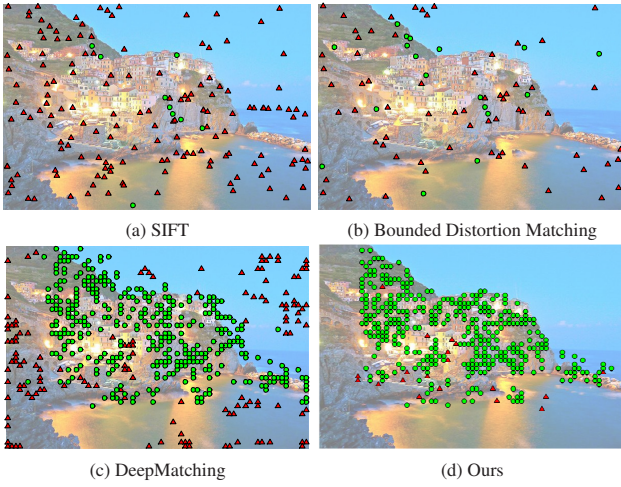 (a) SIFT
(b) Bounded Distortion Matching
(c) DeepMatching
(d) Ours